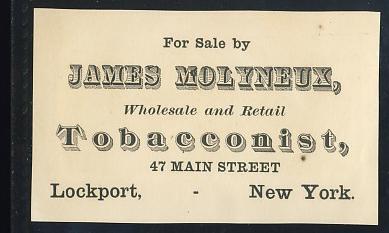 For Sale by
JAMES MOLYNEUX,
Wholesale and Retail
Tobacconist,
47 MAIN STREET
Lockport, - New York.